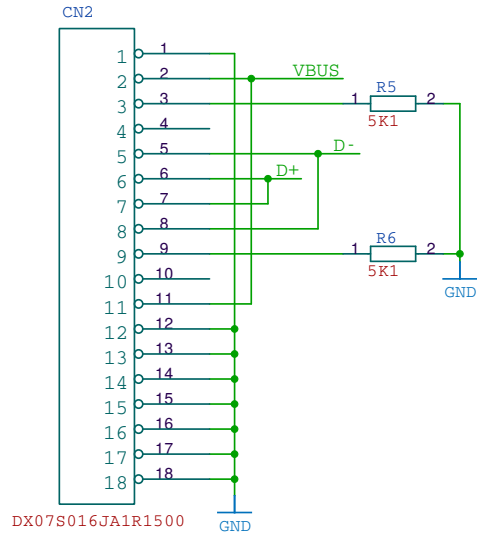 CN2
1 1
2 2 VBUS
R5
3 3 1 2
5K1
4 4
5 5 D-
6 6 D+
7 7
8 8
R6
9 9 1 2
5K1
10 10
GND
11 11
12 12
13 13
14 14
15 15
16 16
17 17
18 18
DX07S016JA1R1500
GND